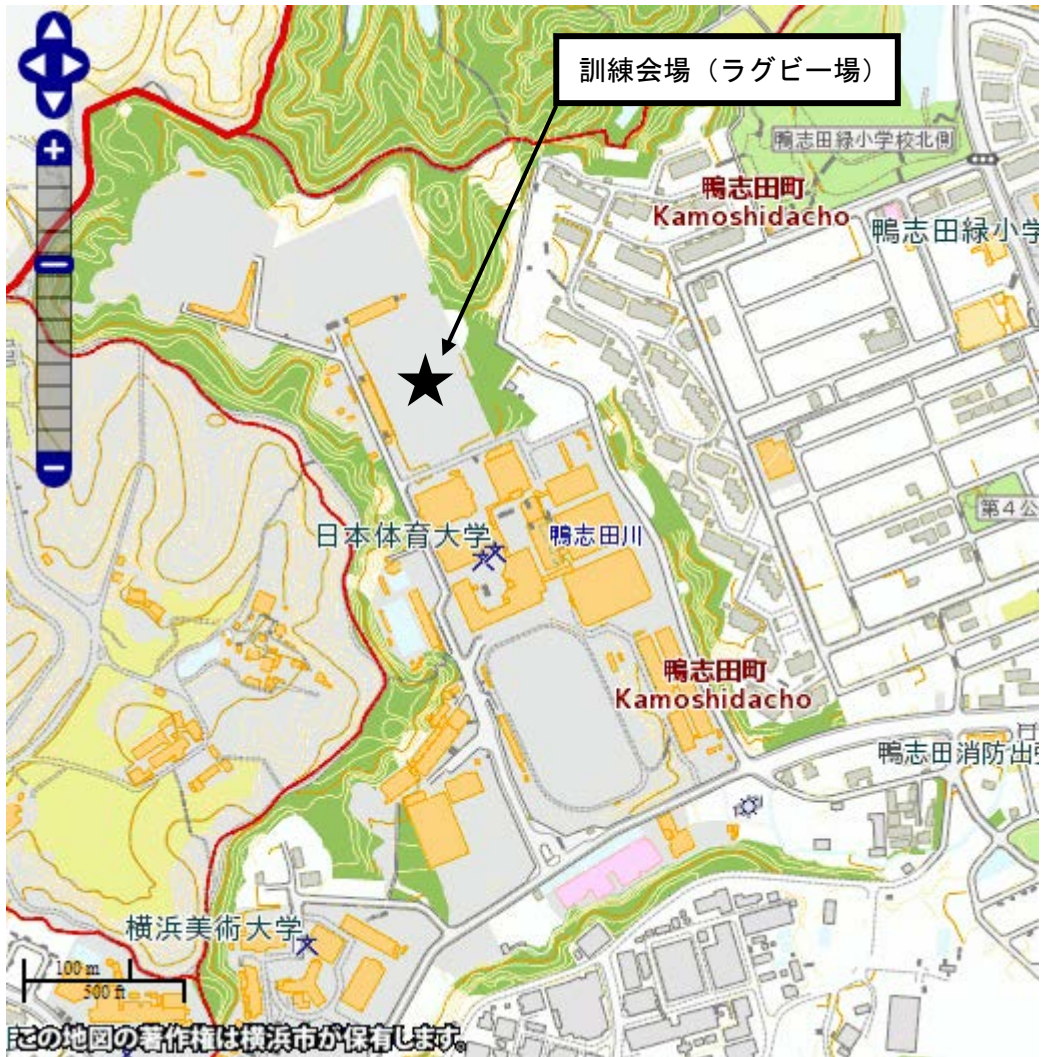 訓練会場（ラグビー場）
鴨志田緑小学校北側
鴨志田町
Kamoshidacho
鴨志田緑小学
第４公
日本体育大学
鴨志田川
鴨志田町
Kamoshidacho
鴨志田消防出張
横浜美術大学
100 m
500 ft
この地図の著作権は横浜市が保有します。